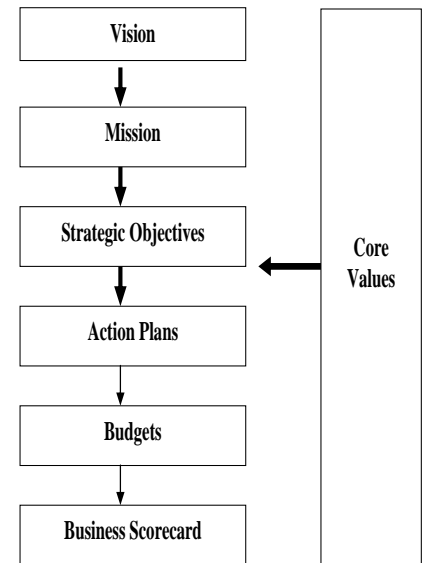 Vision
Mission
Strategic Objectives
Core
Values
Action Plans
Budgets
Business Scorecard